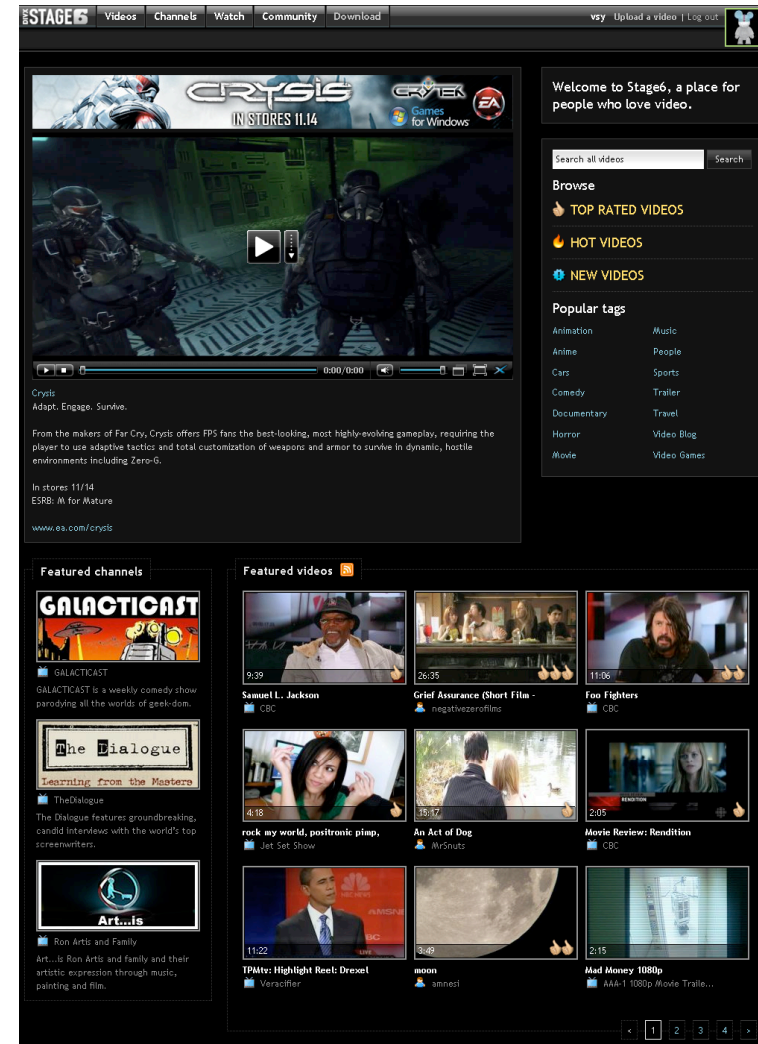 DIVX STAGE6
Videos Channels Watch Community Download
vsy Upload a video | Log out
CRYSIS
IN STORES 11.14
CRYTEK
Games
for Windows
EA
Welcome to Stage6, a place for
people who love video.
Search all videos Search
Browse
TOP RATED VIDEOS
HOT VIDEOS
NEW VIDEOS
Popular tags
Animation Music
Anime People
Cars Sports
Comedy Trailer
Documentary Travel
Horror Video Blog
Movie Video Games
0:00/0:00
Crysis
Adapt. Engage. Survive.
From the makers of Far Cry, Crysis offers FPS fans the best-looking, most highly-evolving gameplay, requiring the
player to use adaptive tactics and total customization of weapons and armor to survive in dynamic, hostile
environments including Zero-G.
In stores 11/14
ESRB: M for Mature
www.ea.com/crysis
Featured channels
GALACTICAST
GALACTICAST
GALACTICAST is a weekly comedy show
parodying all the worlds of geek-dom.
The Dialogue
Learning from the Masters
TheDialogue
The Dialogue features groundbreaking,
candid interviews with the world's top
screenwriters.
Art...is
Ron Artis and Family
Art...is Ron Artis and family and their
artistic expression through music,
painting and film.
Featured videos
9:39
Samuel L. Jackson
CBC
26:35
Grief Assurance (Short Film -
negativezerofilms
11:06
Foo Fighters
CBC
4:18
rock my world, positronic pimp,
Jet Set Show
15:17
An Act of Dog
MrSnuts
RENDITION
2:05
Movie Review: Rendition
CBC
NBC NEWS
LIVE
11:22
TPMtv: Highlight Reel: Drexel
Veracifier
3:49
moon
amnesi
2:15
Mad Money 1080p
AAA-1 1080p Movie Traile...
< 1 2 3 4 >